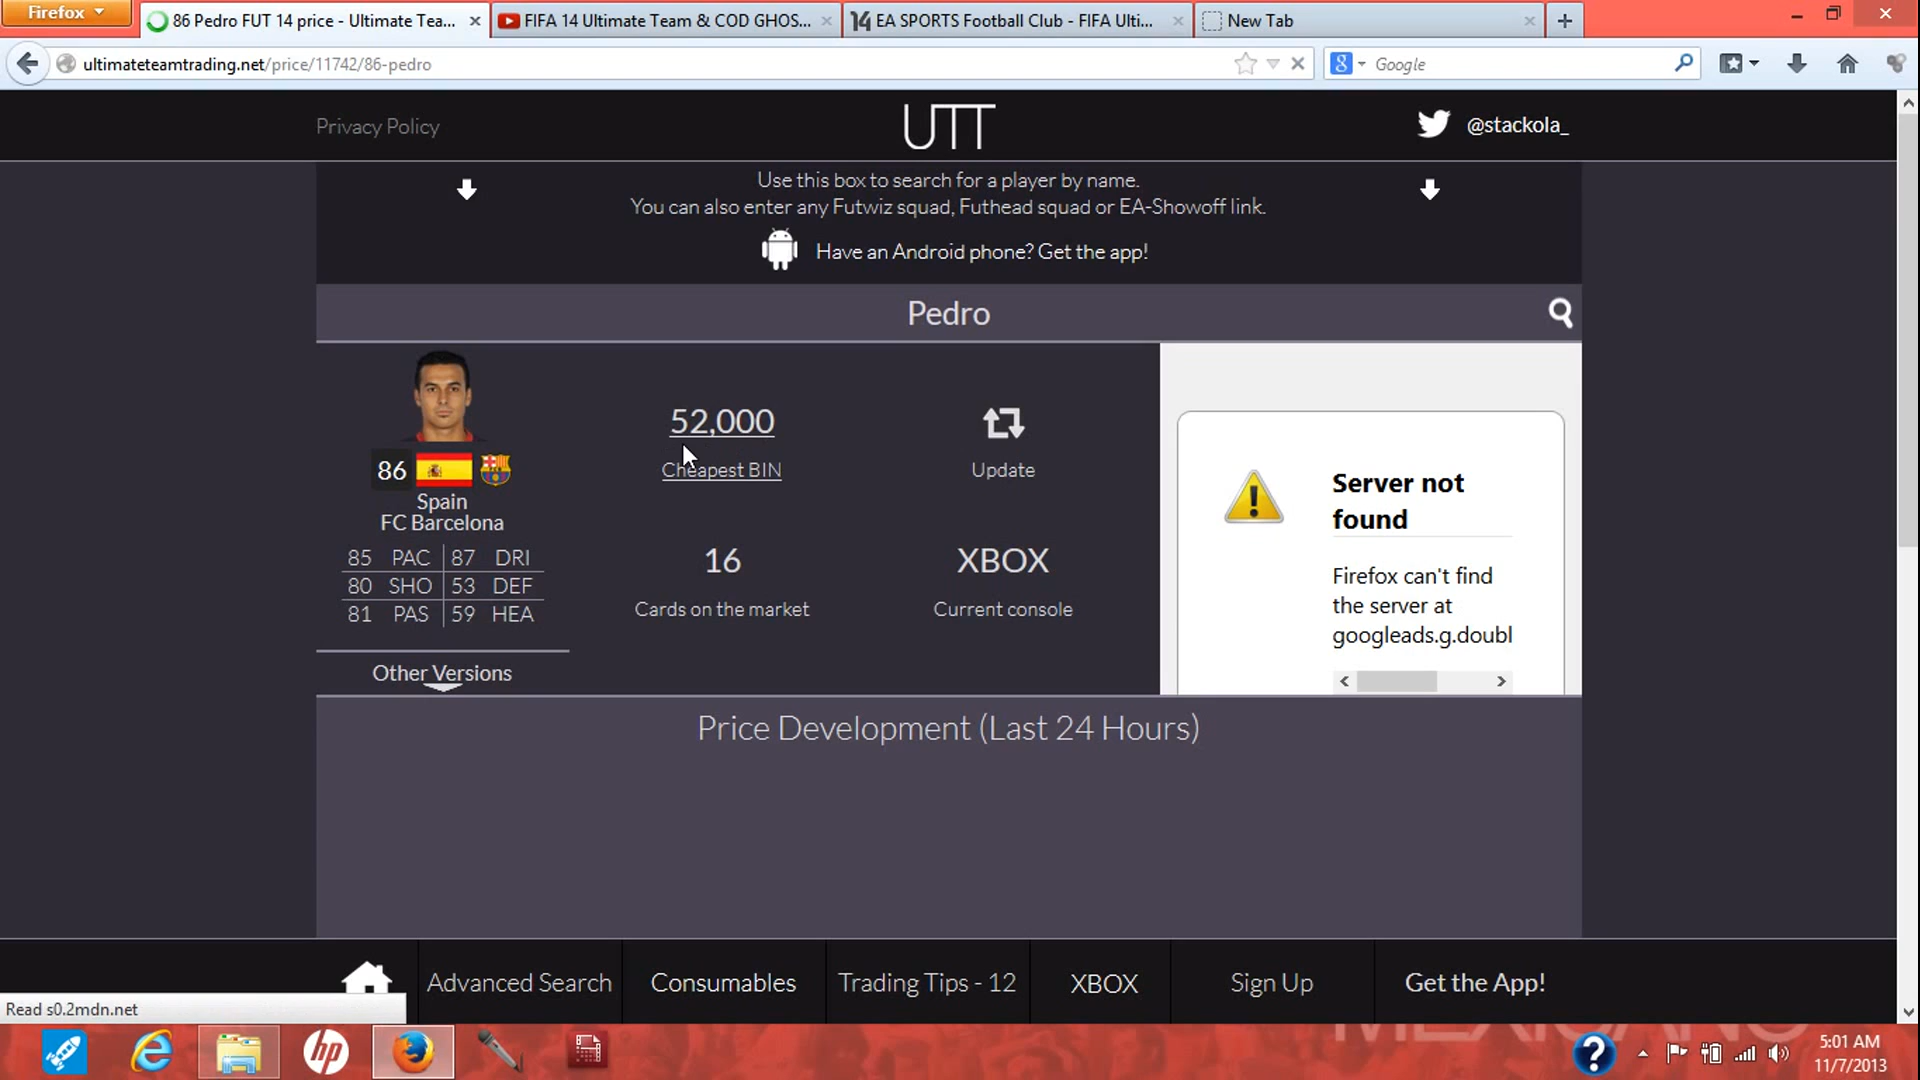 Firefox
86 Pedro FUT 14 price - Ultimate Tea...
FIFA 14 Ultimate Team & COD GHOS...
14 EA SPORTS Football Club - FIFA Ulti...
New Tab
ultimateteamtrading.net/price/11742/86-pedro
8 Google
Privacy Policy
UTT
@stackola_
Use this box to search for a player by name.
You can also enter any Futwiz squad, Futhead squad or EA-Showoff link.
Have an Android phone? Get the app!
Pedro
86
Spain
FC Barcelona
85 PAC 87 DRI
80 SHO 53 DEF
81 PAS 59 HEA
Other Versions
52,000
Cheapest BIN
Update
16
Cards on the market
XBOX
Current console
Server not
found
Firefox can't find
the server at
googleads.g.doubl
Price Development (Last 24 Hours)
Advanced Search
Consumables
Trading Tips - 12
XBOX
Sign Up
Get the App!
Read s0.2mdn.net
MEXICANO
hp
5:01 AM
11/7/2013